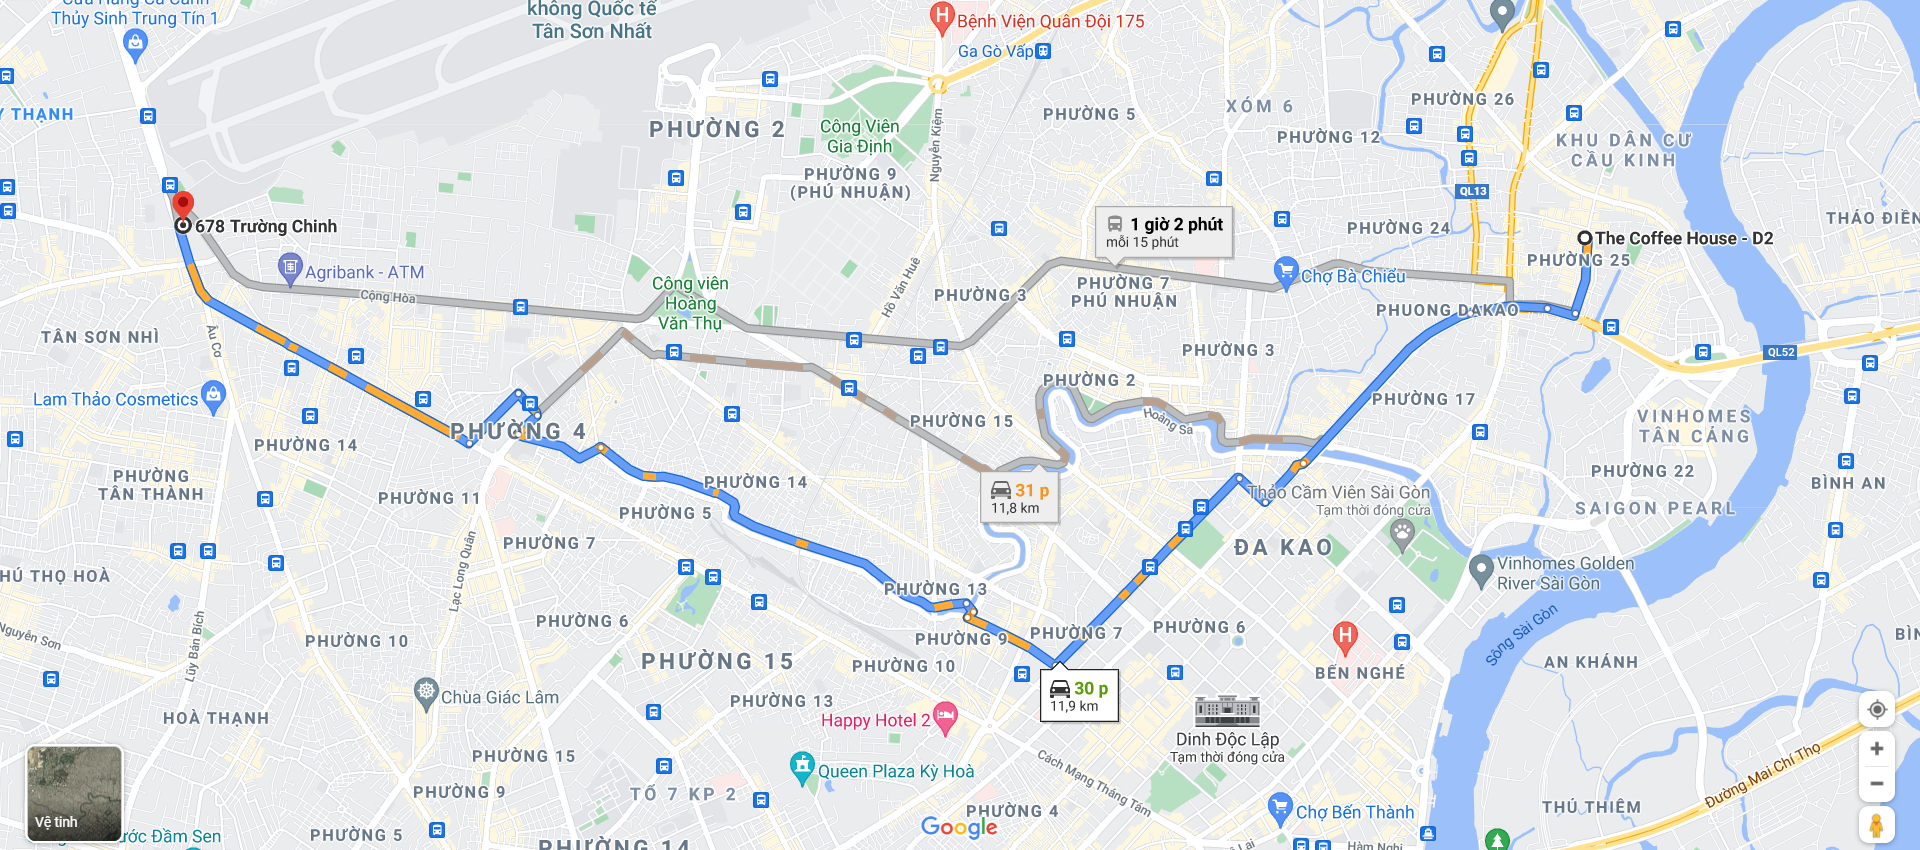 Thủy Sinh Trung Tín 1
không Quốc tế
Tân Sơn Nhất
Bệnh Viện Quân Đội 175
Ga Gò Vấp
PHƯỜNG 26
XÓM 6
PHƯỜNG 5
Y THẠNH
PHƯỜNG 2
Công Viên
Gia Định
Nguyễn Kiệm
PHƯỜNG 12
KHU DÂN CƯ
CẦU KINH
PHƯỜNG 9
(PHÚ NHUẬN)
QL13
THẢO ĐIỀN
678 Trường Chinh
1 giờ 2 phút
mỗi 15 phút
PHƯỜNG 24
The Coffee House - D2
PHƯỜNG 25
Agribank - ATM
Cộng Hòa
Công viên
Hoàng
Văn Thụ
Hồ Văn Huê
PHƯỜNG 3
PHƯỜNG 7
PHÚ NHUẬN
Chợ Bà Chiểu
PHUONG DAKAO
TÂN SƠN NHÌ
Âu Cơ
PHƯỜNG 3
QL52
Lam Thảo Cosmetics
PHƯỜNG 2
PHƯỜNG 17
Hoàng Sa
VINHOMES
TÂN CẢNG
PHƯỜNG 4
PHƯỜNG 15
PHƯỜNG 14
PHƯỜNG
TÂN THÀNH
PHƯỜNG 11
PHƯỜNG 14
31 p
11,8 km
Thảo Cầm Viên Sài Gòn
Tạm thời đóng cửa
PHƯỜNG 22
BÌNH AN
SAIGON PEARL
PHƯỜNG 5
PHƯỜNG 7
Lạc Long Quân
ĐA KAO
Vinhomes Golden
River Sài Gòn
HÚ THỌ HOÀ
PHƯỜNG 13
Lũy Bán Bích
Nguyễn Sơn
PHƯỜNG 10
PHƯỜNG 6
PHƯỜNG 9
PHƯỜNG 7
PHƯỜNG 6
Sông Sài Gòn
PHƯỜNG 15
PHƯỜNG 10
BẾN NGHÉ
AN KHÁNH
30 p
11,9 km
Chùa Giác Lâm
PHƯỜNG 13
HOÀ THẠNH
Happy Hotel 2
Dinh Độc Lập
Tạm thời đóng cửa
PHƯỜNG 15
Queen Plaza Kỳ Hoà
Cách Mạng Tháng Tám
Đường Mai Chí Thọ
PHƯỜNG 9
TỔ 7 KP 2
PHƯỜNG 4
Chợ Bến Thành
THỦ THIÊM
Vệ tinh
ước Đầm Sen
PHƯỜNG 5
Google
PHƯỜNG 14
Hàm Nghi